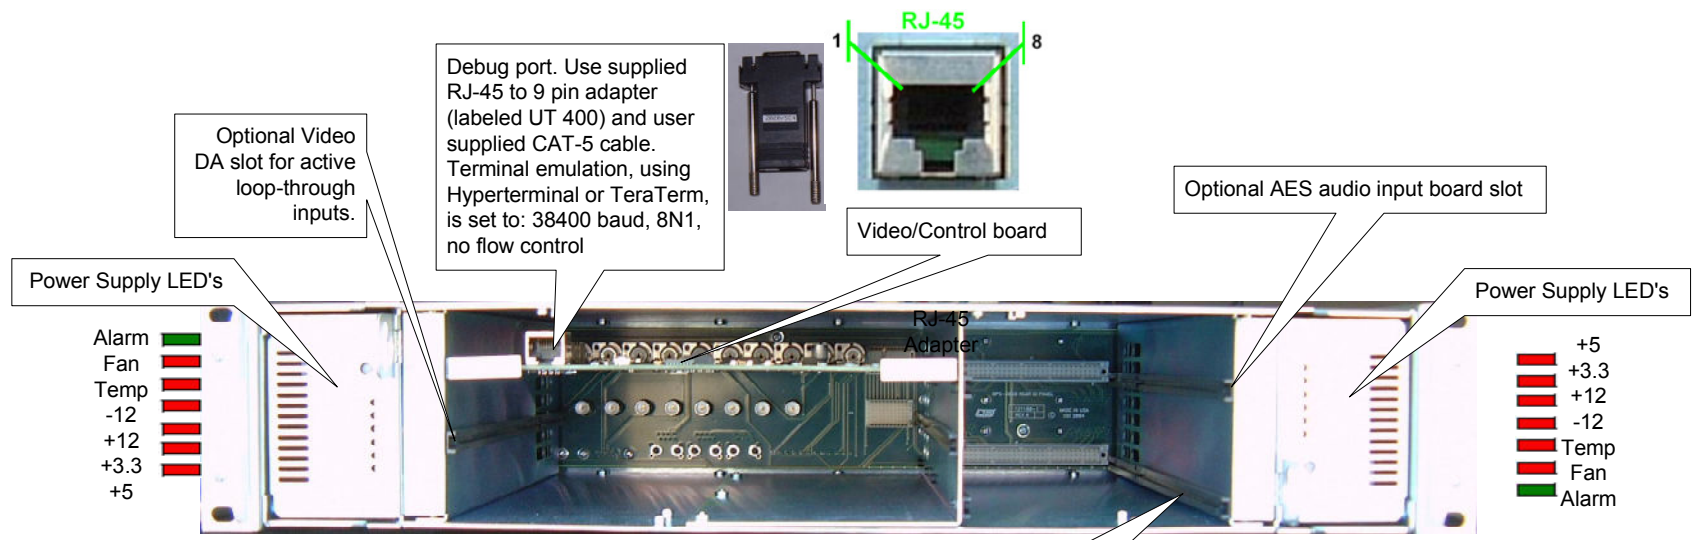 RJ-45
1
8
Debug port. Use supplied
RJ-45 to 9 pin adapter
(labeled UT 400) and user
supplied CAT-5 cable.
Terminal emulation, using
Hyperterminal or TeraTerm,
is set to: 38400 baud, 8N1,
no flow control
Optional Video
DA slot for active
loop-through
inputs.
Optional AES audio input board slot
Video/Control board
Power Supply LED's
Power Supply LED's
RJ-45
Adapter
Alarm
Fan
Temp
-12
+12
+3.3
+5
+5
+3.3
+12
-12
Temp
Fan
Alarm
MADE IN USA